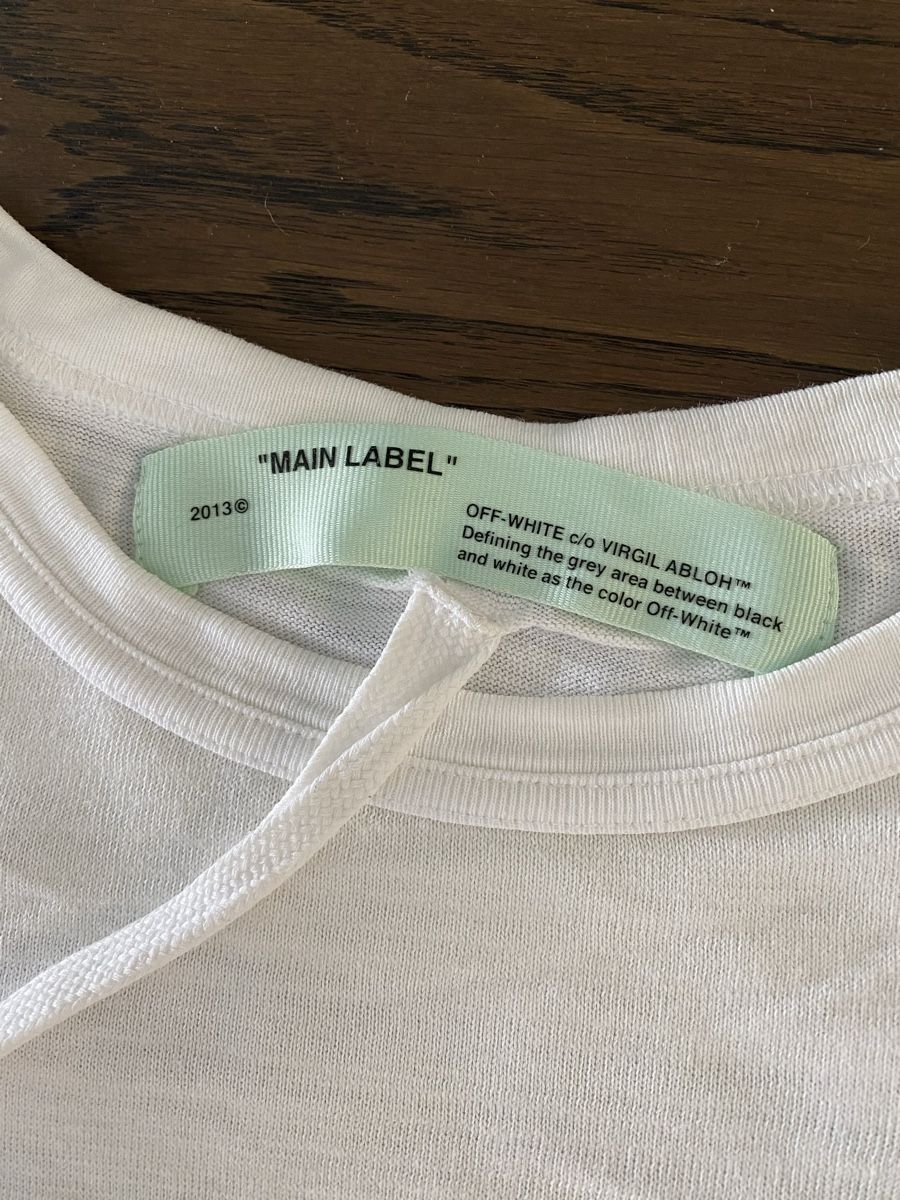 "MAIN LABEL"
2013©
OFF-WHITE c/o VIRGIL ABLOH™
Defining the grey area between black
and white as the color Off-White™